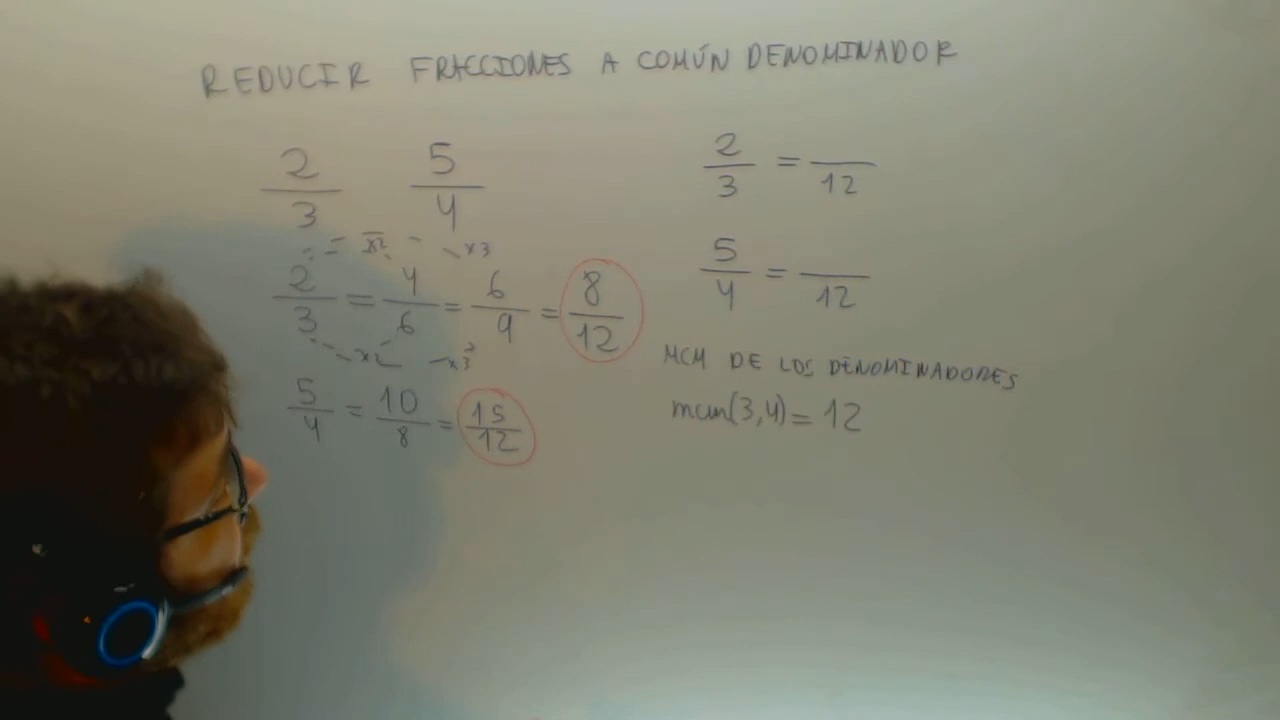 REDUCIR FRACCIONES A COMÚN DENOMINADOR
2/3 5/4
x2 x3
2/3 = 4/6 = 6/9 = 8/12
x2 x3
5/4 = 10/8 = 15/12
2/3 = /12
5/4 = /12
MCM DE LOS DENOMINADORES
mcm(3,4) = 12